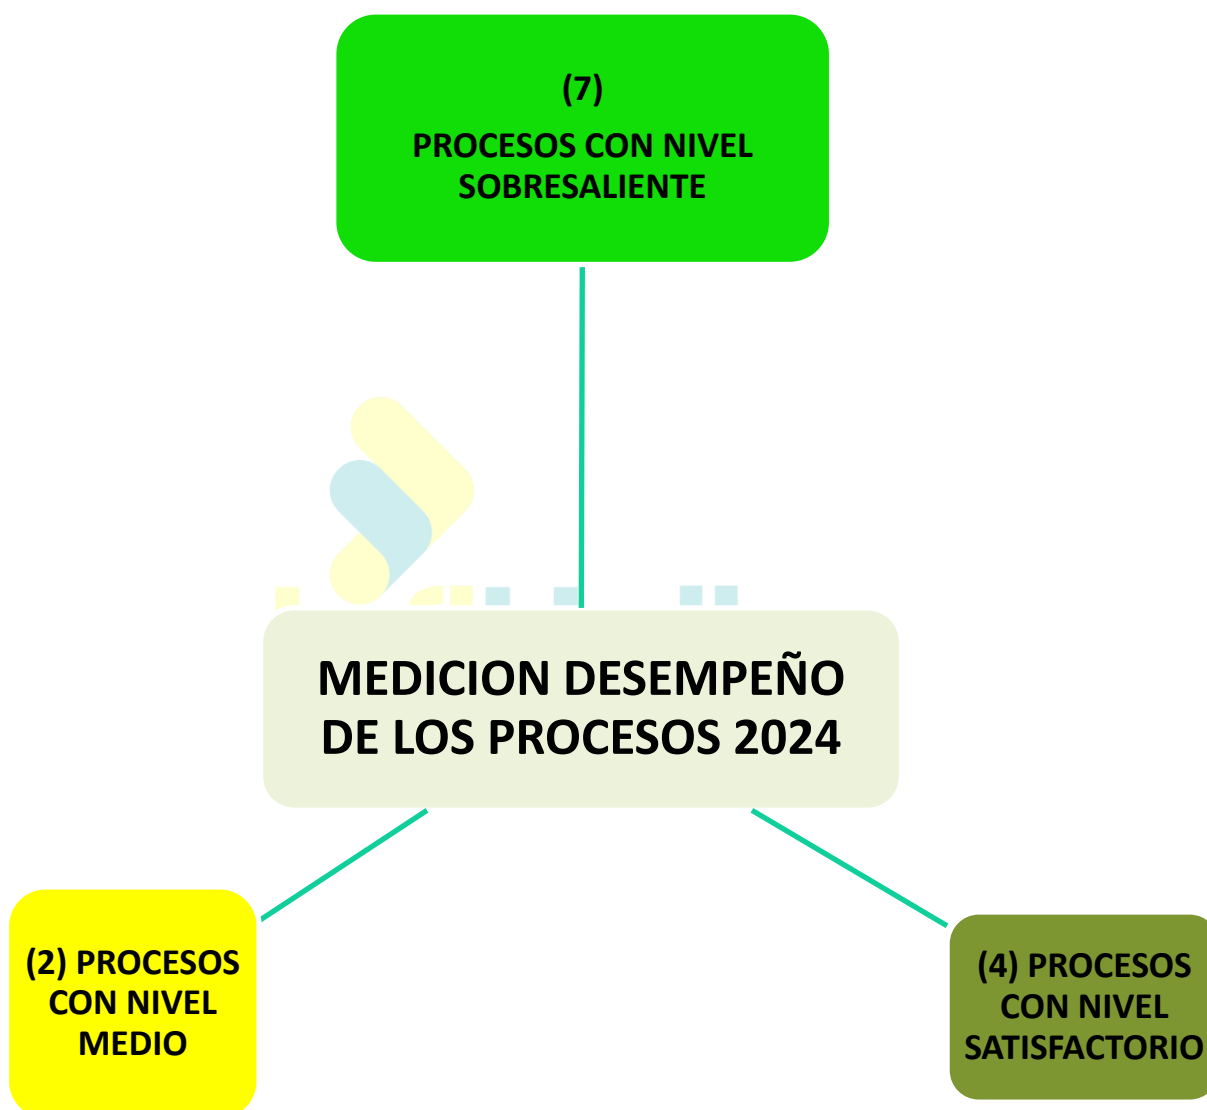 (7)
PROCESOS CON NIVEL
SOBRESALIENTE
MEDICION DESEMPEÑO
DE LOS PROCESOS 2024
(2) PROCESOS
CON NIVEL
MEDIO
(4) PROCESOS
CON NIVEL
SATISFACTORIO